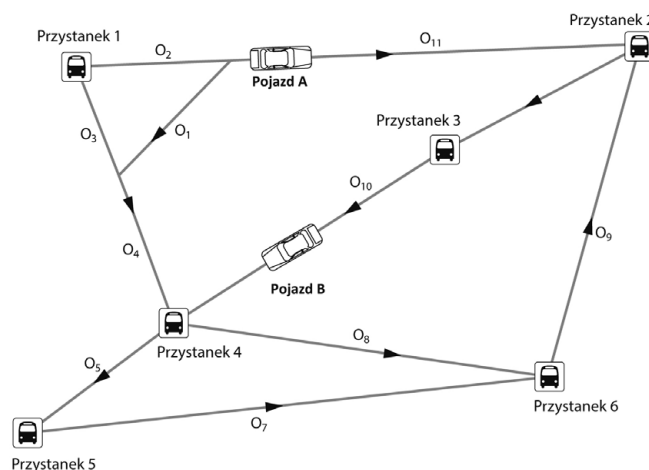 Przystanek 1
O2
O11
Przystanek 2
Pojazd A
O3
O1
Przystanek 3
O10
O4
O9
Pojazd B
Przystanek 4
O8
O5
O7
Przystanek 6
Przystanek 5